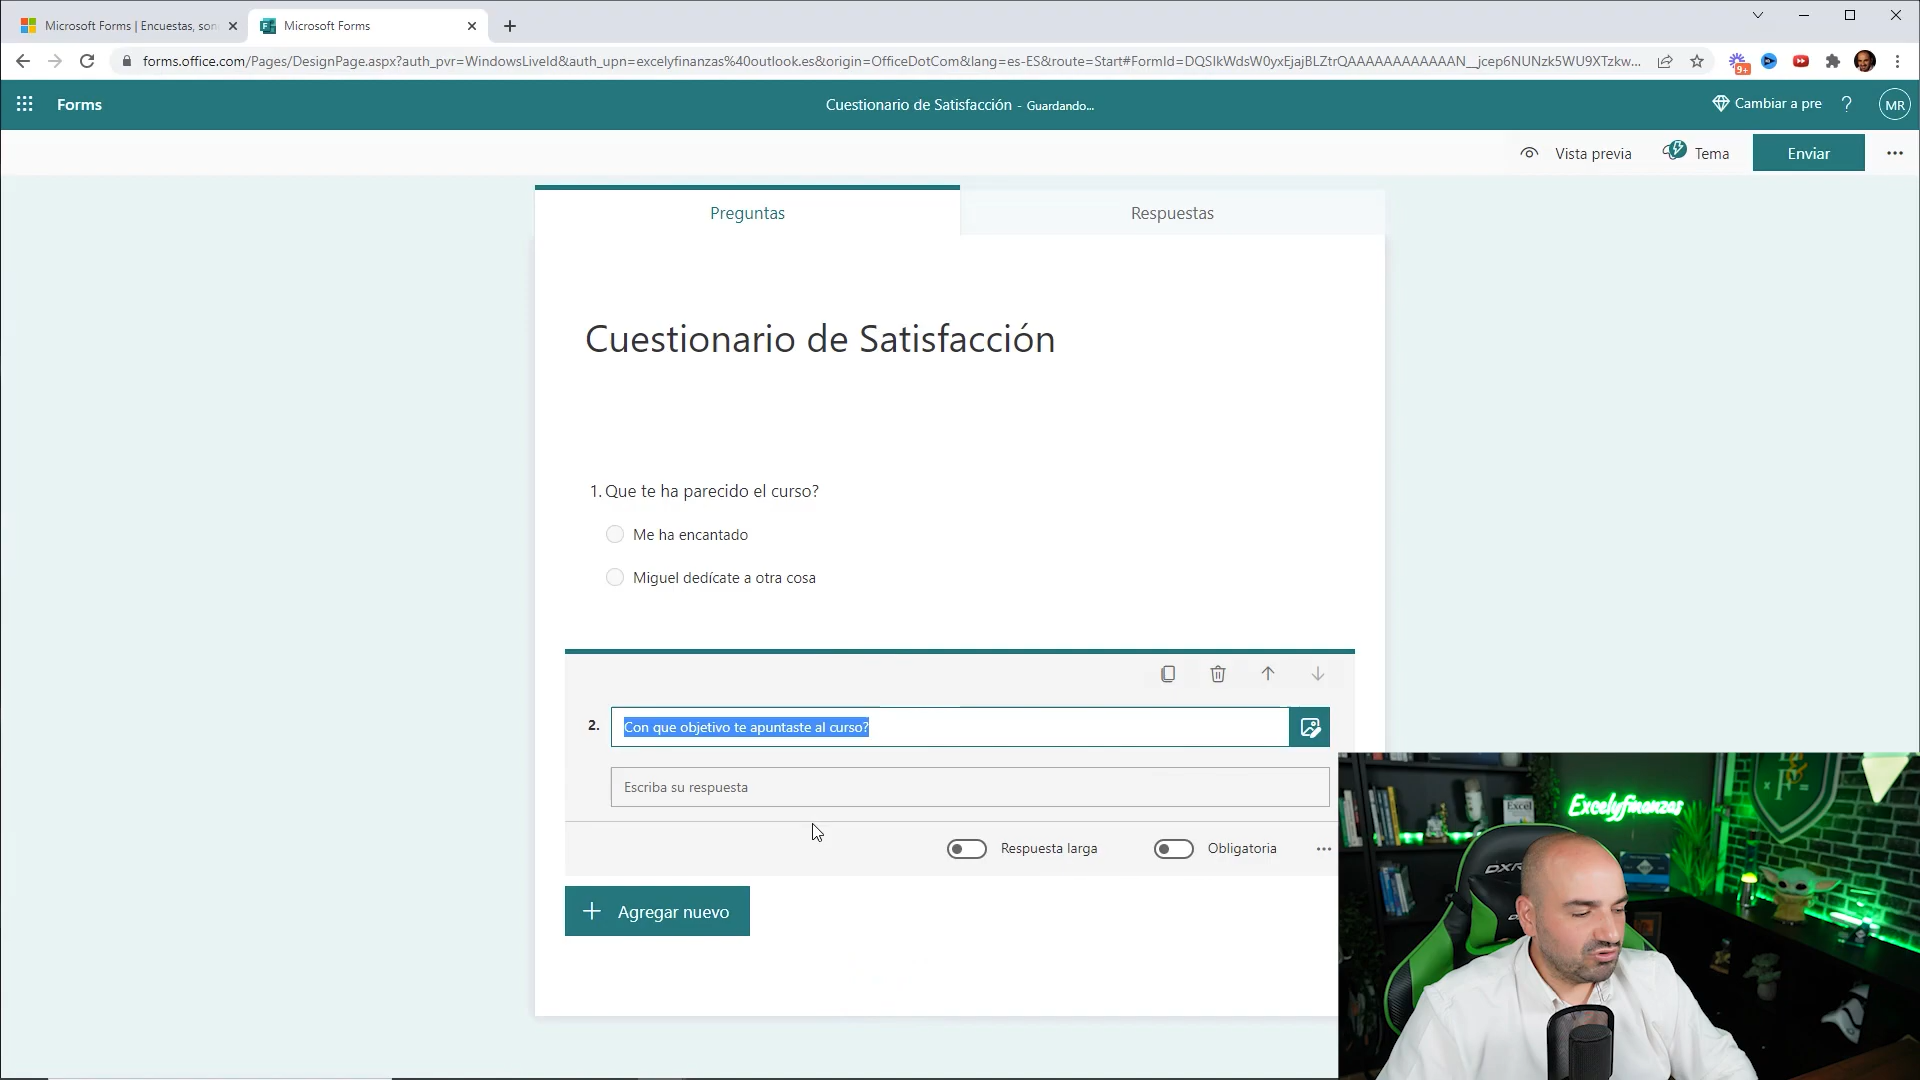 Microsoft Forms | Encuestas, son
Microsoft Forms
forms.office.com/Pages/DesignPage.aspx?auth_pvr=WindowsLiveId&auth_upn=excelyfinanzas%40outlook.es&origin=OfficeDotCom&lang=es-ES&route=Start#FormId=DQSIkWdsW0yxEjajBLZtrQAAAAAAAAAAAAN__jcep6NUNzk5WU9XTzkw...
9+
Forms
Cuestionario de Satisfacción - Guardando...
Cambiar a pre
?
MR
Vista previa
Tema
Enviar
Preguntas
Respuestas
Cuestionario de Satisfacción
1. Que te ha parecido el curso?
Me ha encantado
Miguel dedícate a otra cosa
2. Con que objetivo te apuntaste al curso?
Escriba su respuesta
Respuesta larga
Obligatoria
Agregar nuevo
Excelyfinanzas
Excel